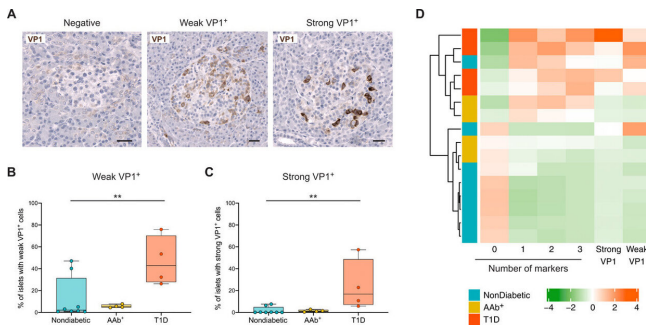 A
Negative
Weak VP1+
Strong VP1+
VP1
VP1
VP1
B
Weak VP1+
% of islets with weak VP1+ cells
100
80
60
40
20
0
**
Nondiabetic
AAb+
T1D
C
Strong VP1+
% of islets with strong VP1+ cells
100
80
60
40
20
0
**
Nondiabetic
AAb+
T1D
D
0
1
2
3
Strong VP1
Weak VP1
Number of markers
NonDiabetic
AAb+
T1D
−4 −2 0 2 4